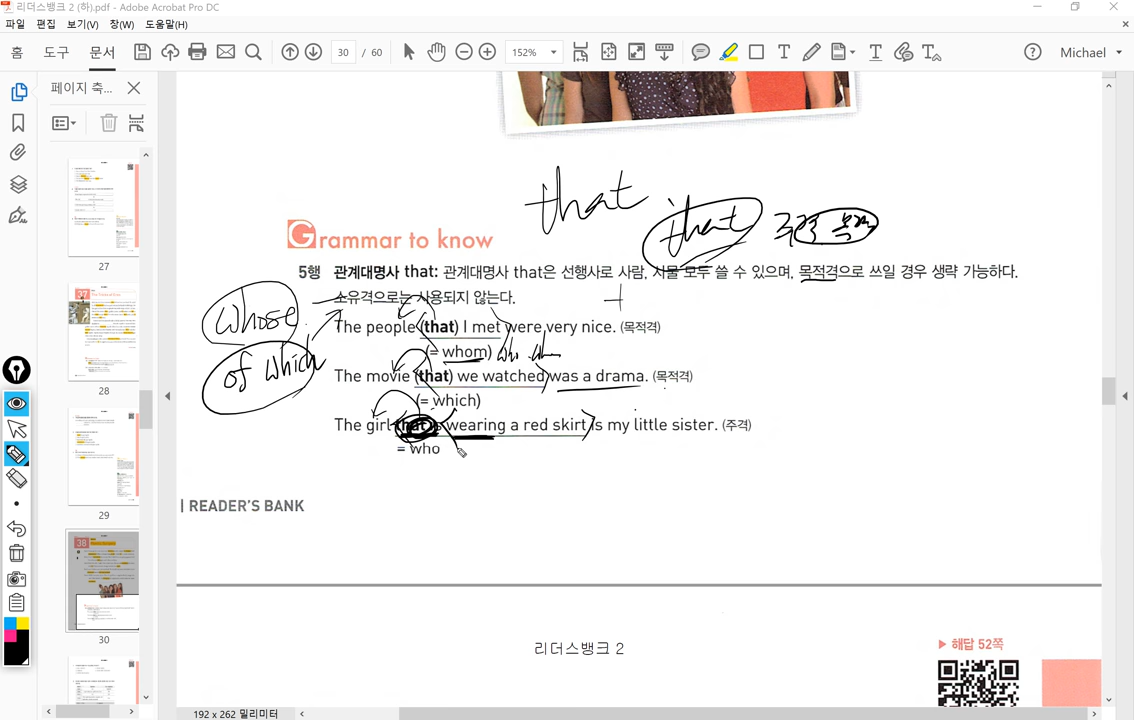 리더스뱅크 2 (하).pdf - Adobe Acrobat Pro DC
파일 편집 보기(V) 창(W) 도움말(H)
홈 도구 문서 30 / 60 152% Michael
페이지 축...
27
28
29
30
that
that 주격 목적격
Grammar to know
5행 관계대명사 that: 관계대명사 that은 선행사로 사람, 사물 모두 쓸 수 있으며, 목적격으로 쓰일 경우 생략 가능하다.
소유격으로는 사용되지 않는다.
whose
of which
The people (that) I met were very nice. (목적격)
(= whom) who
The movie (that) we watched was a drama. (목적격)
(= which)
The girl that is wearing a red skirt is my little sister. (주격)
= who
READER'S BANK
리더스뱅크 2
해답 52쪽
192 x 262 밀리미터